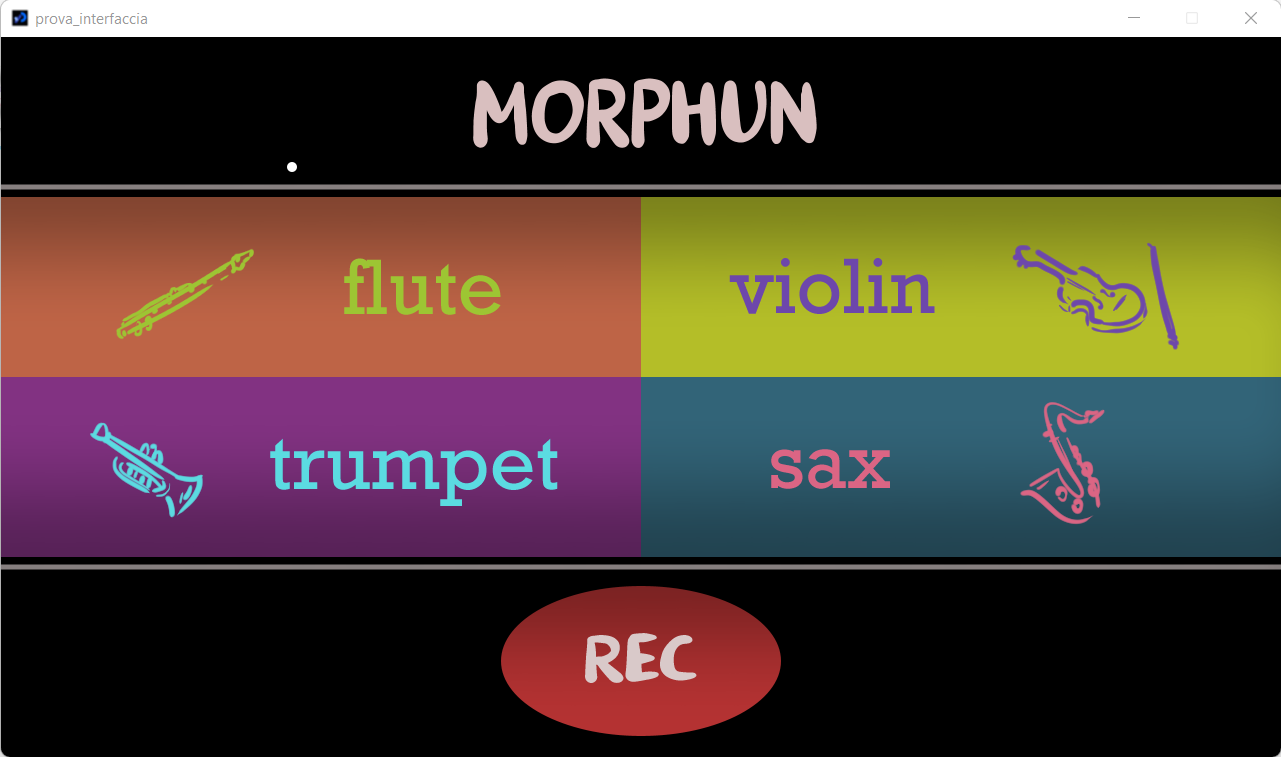 prova_interfaccia
MORPHUN
flute
violin
trumpet
sax
REC